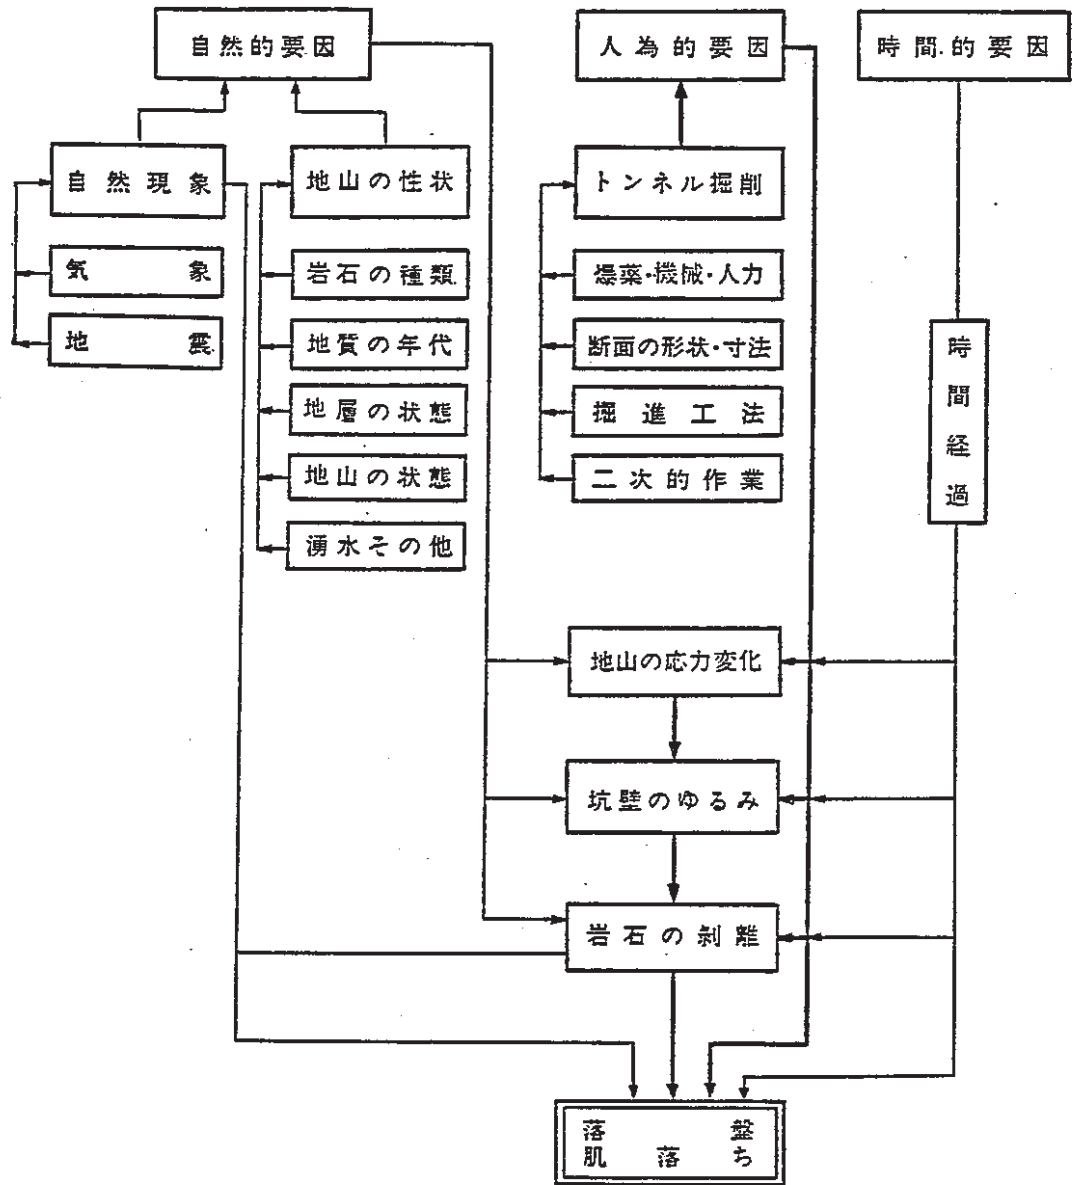 自然的要因
人為的要因
時間的要因
自然現象
地山の性状
トンネル掘削
気象
岩石の種類
爆薬・機械・人力
地震
地質の年代
断面の形状・寸法
時間経過
地層の状態
掘進工法
地山の状態
二次的作業
湧水その他
地山の応力変化
坑壁のゆるみ
岩石の剥離
落盤
肌落ち